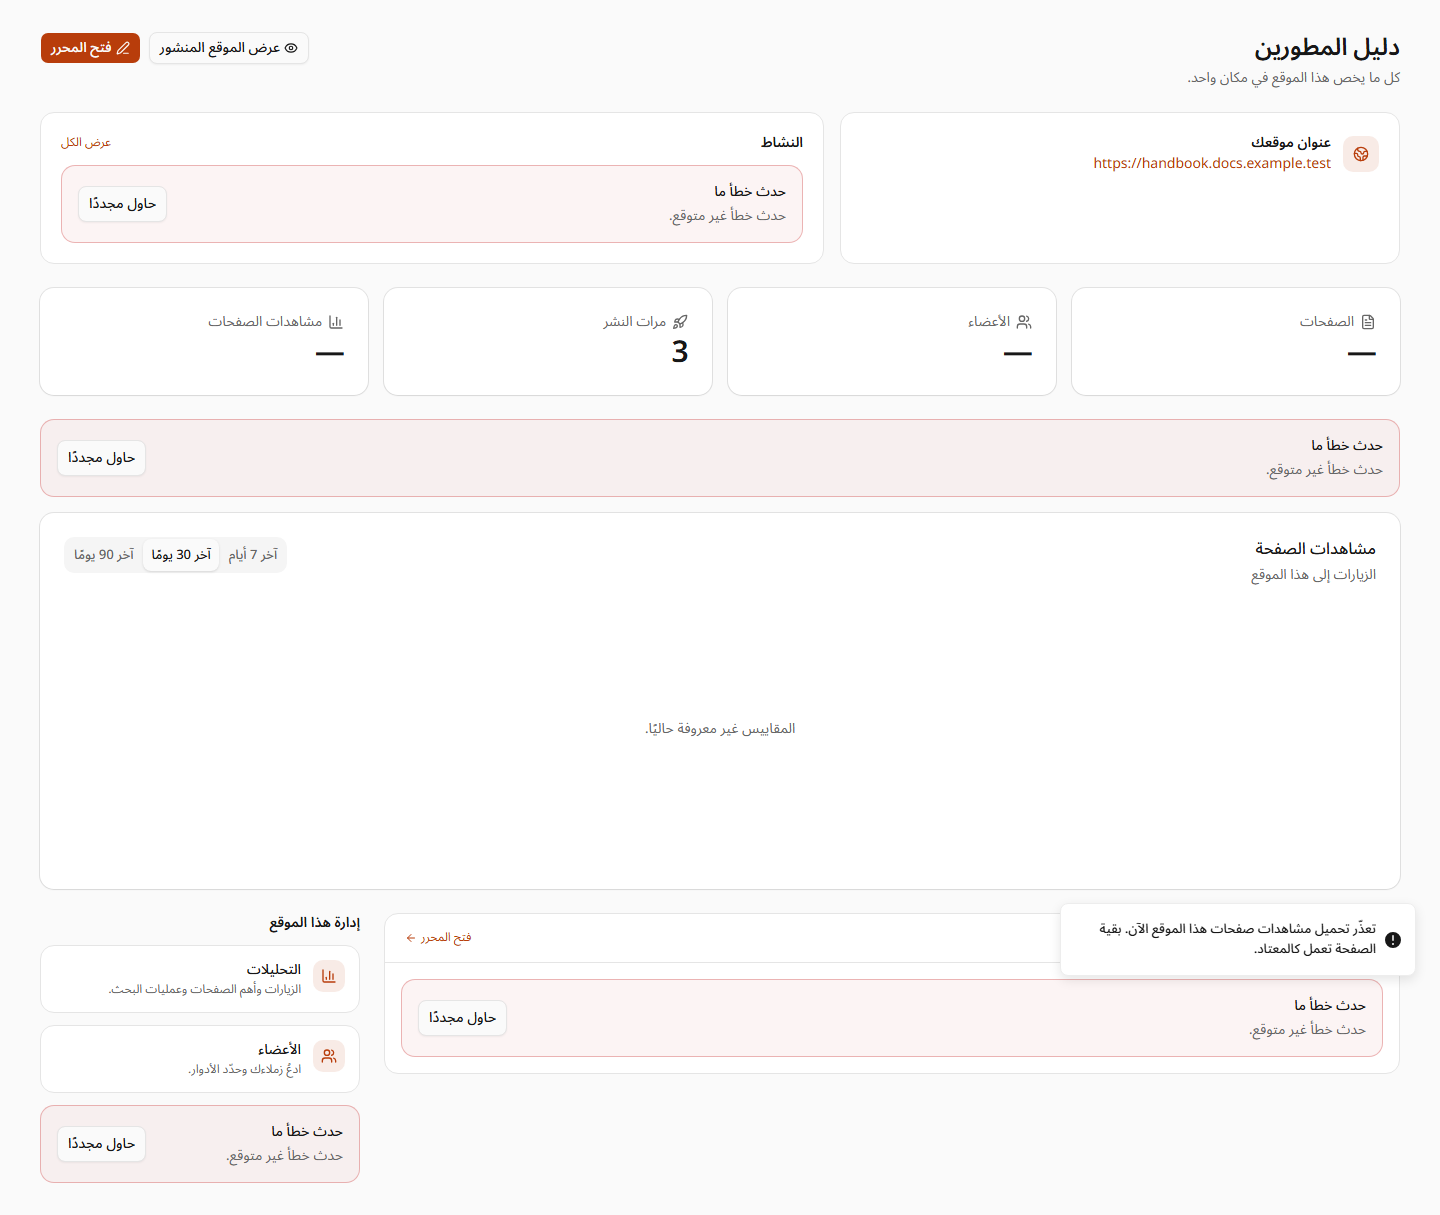 دليل المطورين
كل ما يخص هذا الموقع في مكان واحد.
عرض الموقع المنشور
فتح المحرر
عنوان موقعك
https://handbook.docs.example.test
النشاط
عرض الكل
حدث خطأ ما
حدث خطأ غير متوقع.
حاول مجددًا
الصفحات
—
الأعضاء
—
مرات النشر
3
مشاهدات الصفحات
—
حدث خطأ ما
حدث خطأ غير متوقع.
حاول مجددًا
مشاهدات الصفحة
الزيارات إلى هذا الموقع
آخر 7 أيام
آخر 30 يومًا
آخر 90 يومًا
المقاييس غير معروفة حاليًا.
تعذّر تحميل مشاهدات صفحات هذا الموقع الآن. بقية
الصفحة تعمل كالمعتاد.
فتح المحرر ←
حدث خطأ ما
حدث خطأ غير متوقع.
حاول مجددًا
إدارة هذا الموقع
التحليلات
الزيارات وأهم الصفحات وعمليات البحث.
الأعضاء
ادعُ زملاءك وحدّد الأدوار.
حدث خطأ ما
حدث خطأ غير متوقع.
حاول مجددًا